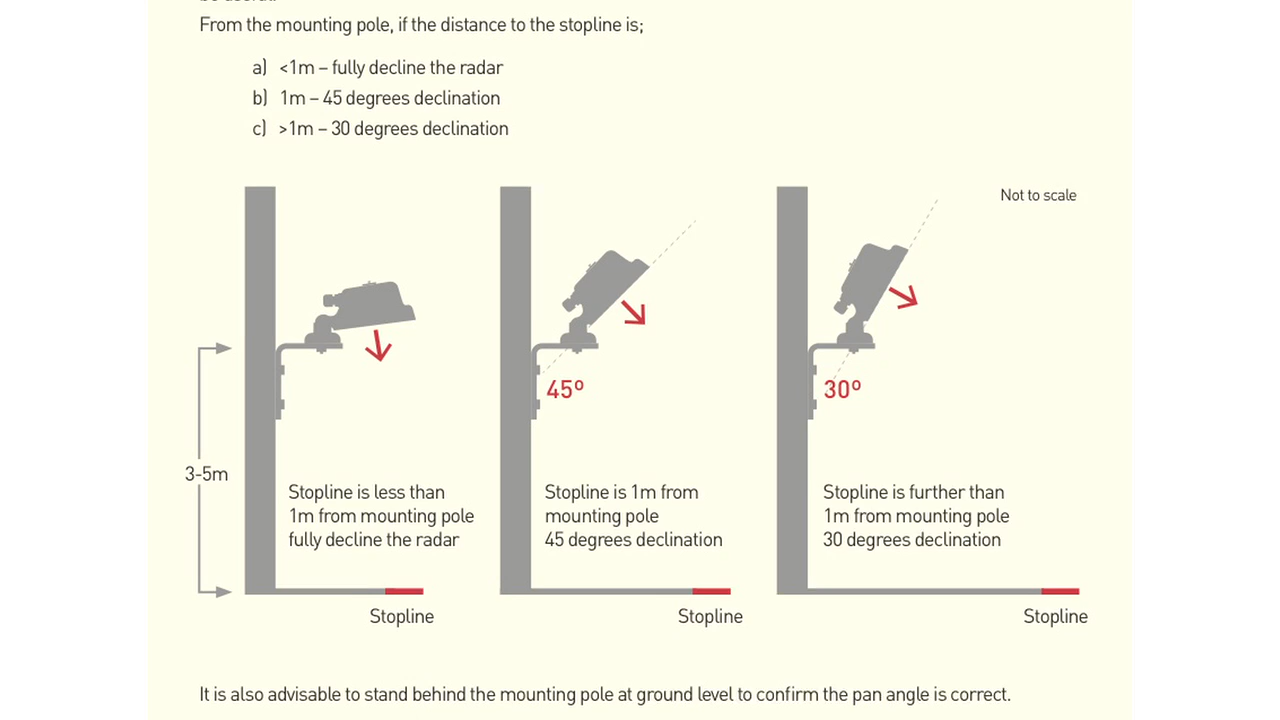 From the mounting pole, if the distance to the stopline is;
a) <1m – fully decline the radar
b) 1m – 45 degrees declination
c) >1m – 30 degrees declination
Not to scale
45º
30º
3-5m
Stopline is less than
1m from mounting pole
fully decline the radar
Stopline is 1m from
mounting pole
45 degrees declination
Stopline is further than
1m from mounting pole
30 degrees declination
Stopline
Stopline
Stopline
It is also advisable to stand behind the mounting pole at ground level to confirm the pan angle is correct.